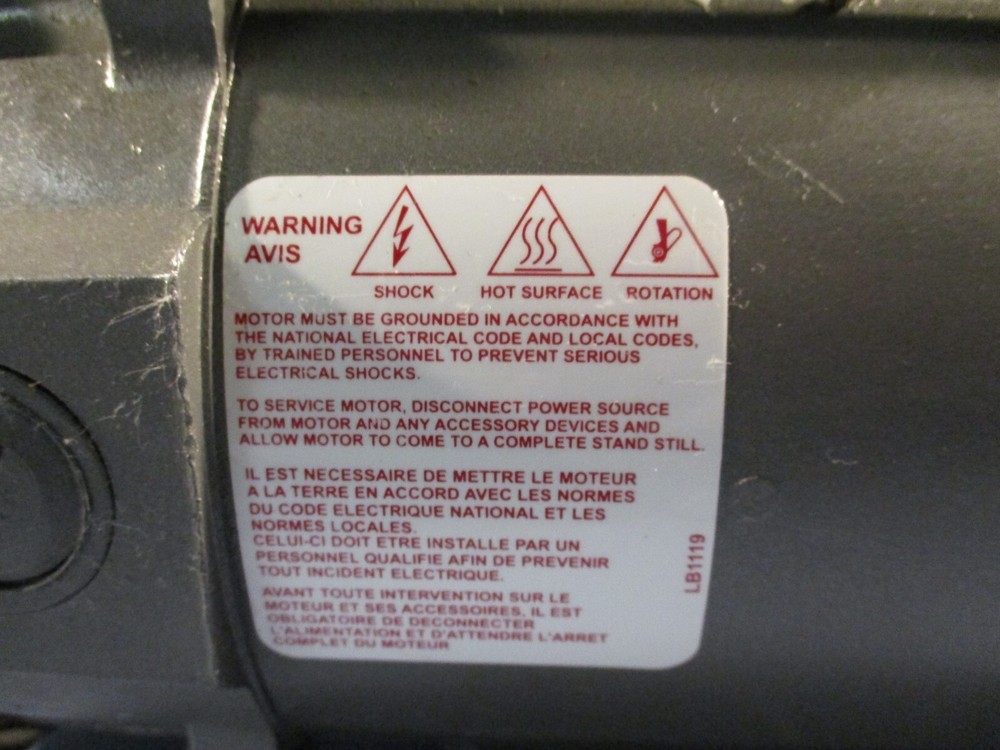 WARNING
AVIS
SHOCK HOT SURFACE ROTATION
MOTOR MUST BE GROUNDED IN ACCORDANCE WITH
THE NATIONAL ELECTRICAL CODE AND LOCAL CODES,
BY TRAINED PERSONNEL TO PREVENT SERIOUS
ELECTRICAL SHOCKS.
TO SERVICE MOTOR, DISCONNECT POWER SOURCE
FROM MOTOR AND ANY ACCESSORY DEVICES AND
ALLOW MOTOR TO COME TO A COMPLETE STAND STILL.
IL EST NECESSAIRE DE METTRE LE MOTEUR
A LA TERRE EN ACCORD AVEC LES NORMES
DU CODE ELECTRIQUE NATIONAL ET LES
NORMES LOCALES.
CELUI-CI DOIT ETRE INSTALLE PAR UN
PERSONNEL QUALIFIE AFIN DE PREVENIR
TOUT INCIDENT ELECTRIQUE.
AVANT TOUTE INTERVENTION SUR LE
MOTEUR ET SES ACCESSOIRES, IL EST
OBLIGATOIRE DE DECONNECTER
L'ALIMENTATION ET D'ATTENDRE L'ARRET
COMPLET DU MOTEUR
LB1119